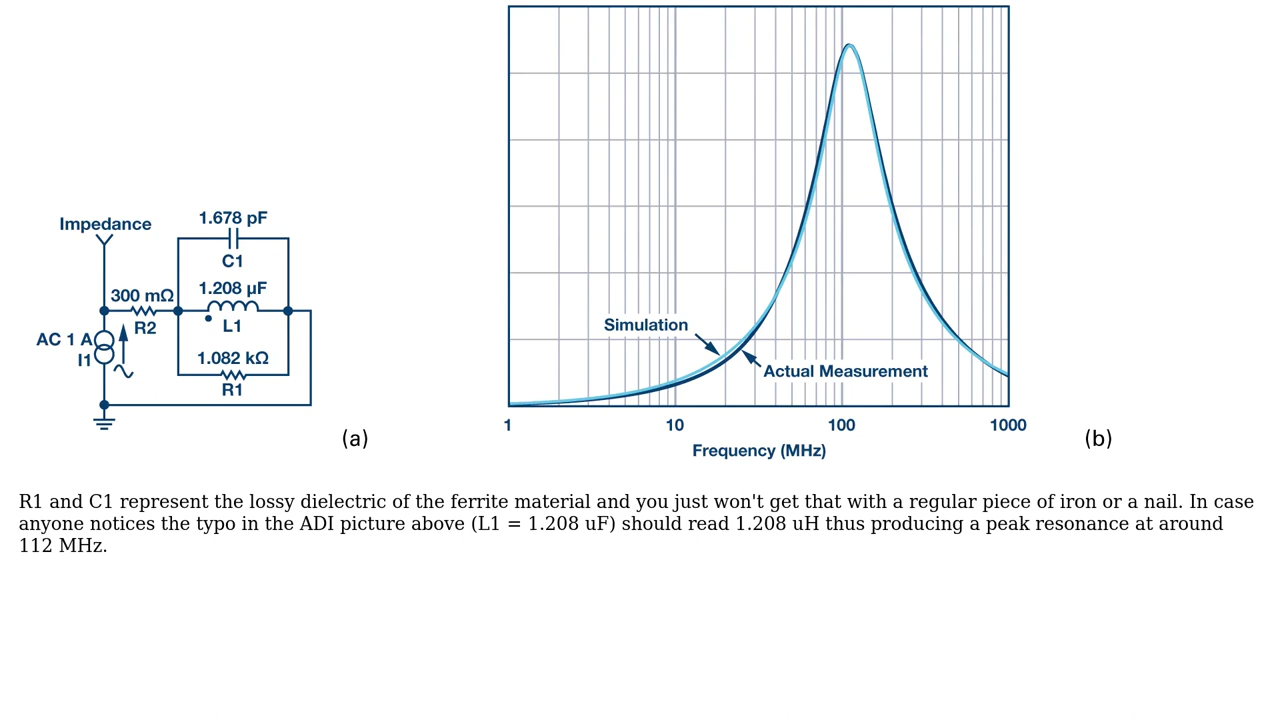 Impedance
1.678 pF
C1
300 mΩ
R2
1.208 µF
L1
AC 1 A
I1
1.082 kΩ
R1
(a)
Simulation
Actual Measurement
1
10
100
1000
Frequency (MHz)
(b)
R1 and C1 represent the lossy dielectric of the ferrite material and you just won't get that with a regular piece of iron or a nail. In case
anyone notices the typo in the ADI picture above (L1 = 1.208 uF) should read 1.208 uH thus producing a peak resonance at around
112 MHz.